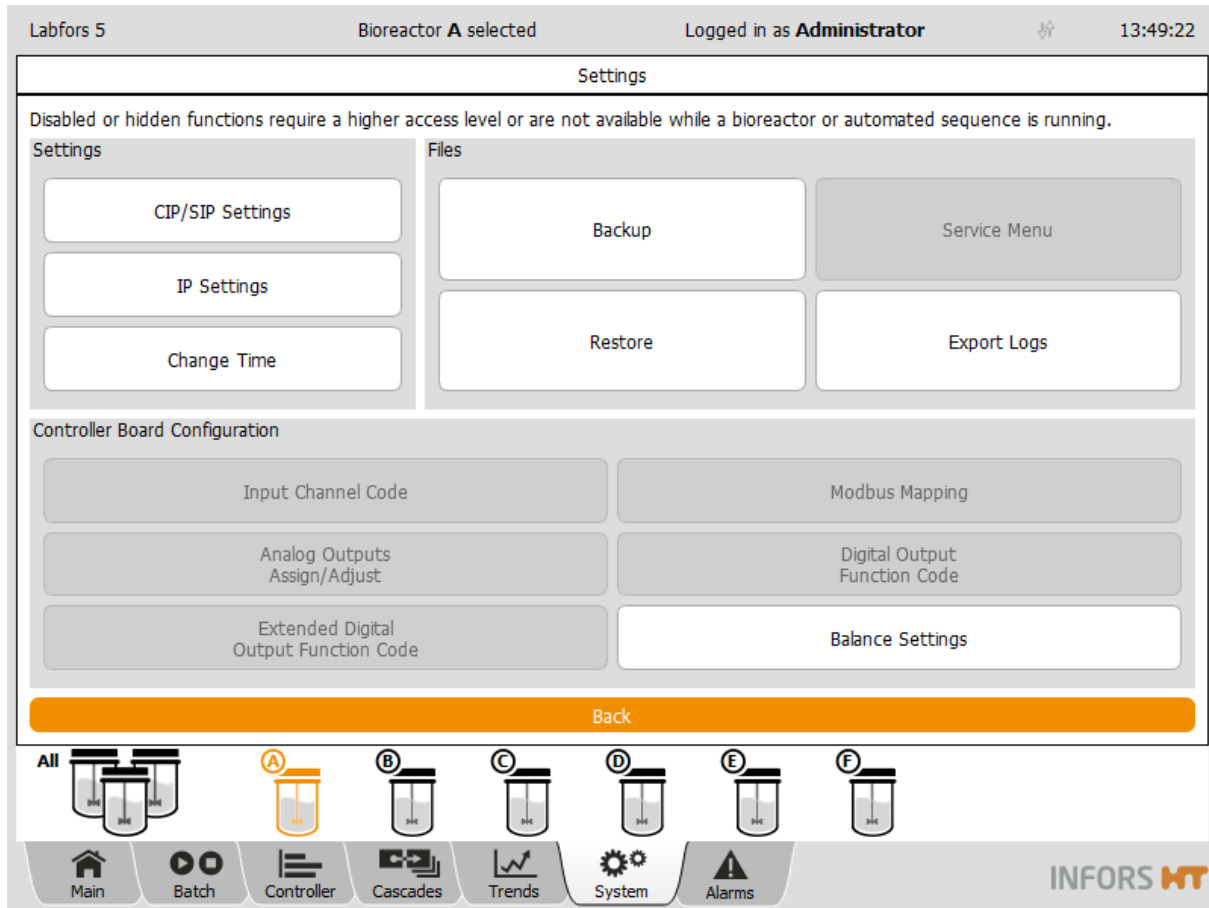 Labfors 5 Bioreactor A selected Logged in as Administrator 13:49:22
Settings
Disabled or hidden functions require a higher access level or are not available while a bioreactor or automated sequence is running.
Settings
CIP/SIP Settings
IP Settings
Change Time
Files
Backup
Service Menu
Restore
Export Logs
Controller Board Configuration
Input Channel Code
Modbus Mapping
Analog Outputs
Assign/Adjust
Digital Output
Function Code
Extended Digital
Output Function Code
Balance Settings
Back
All A B C D E F
Main Batch Controller Cascades Trends System Alarms
INFORS HT